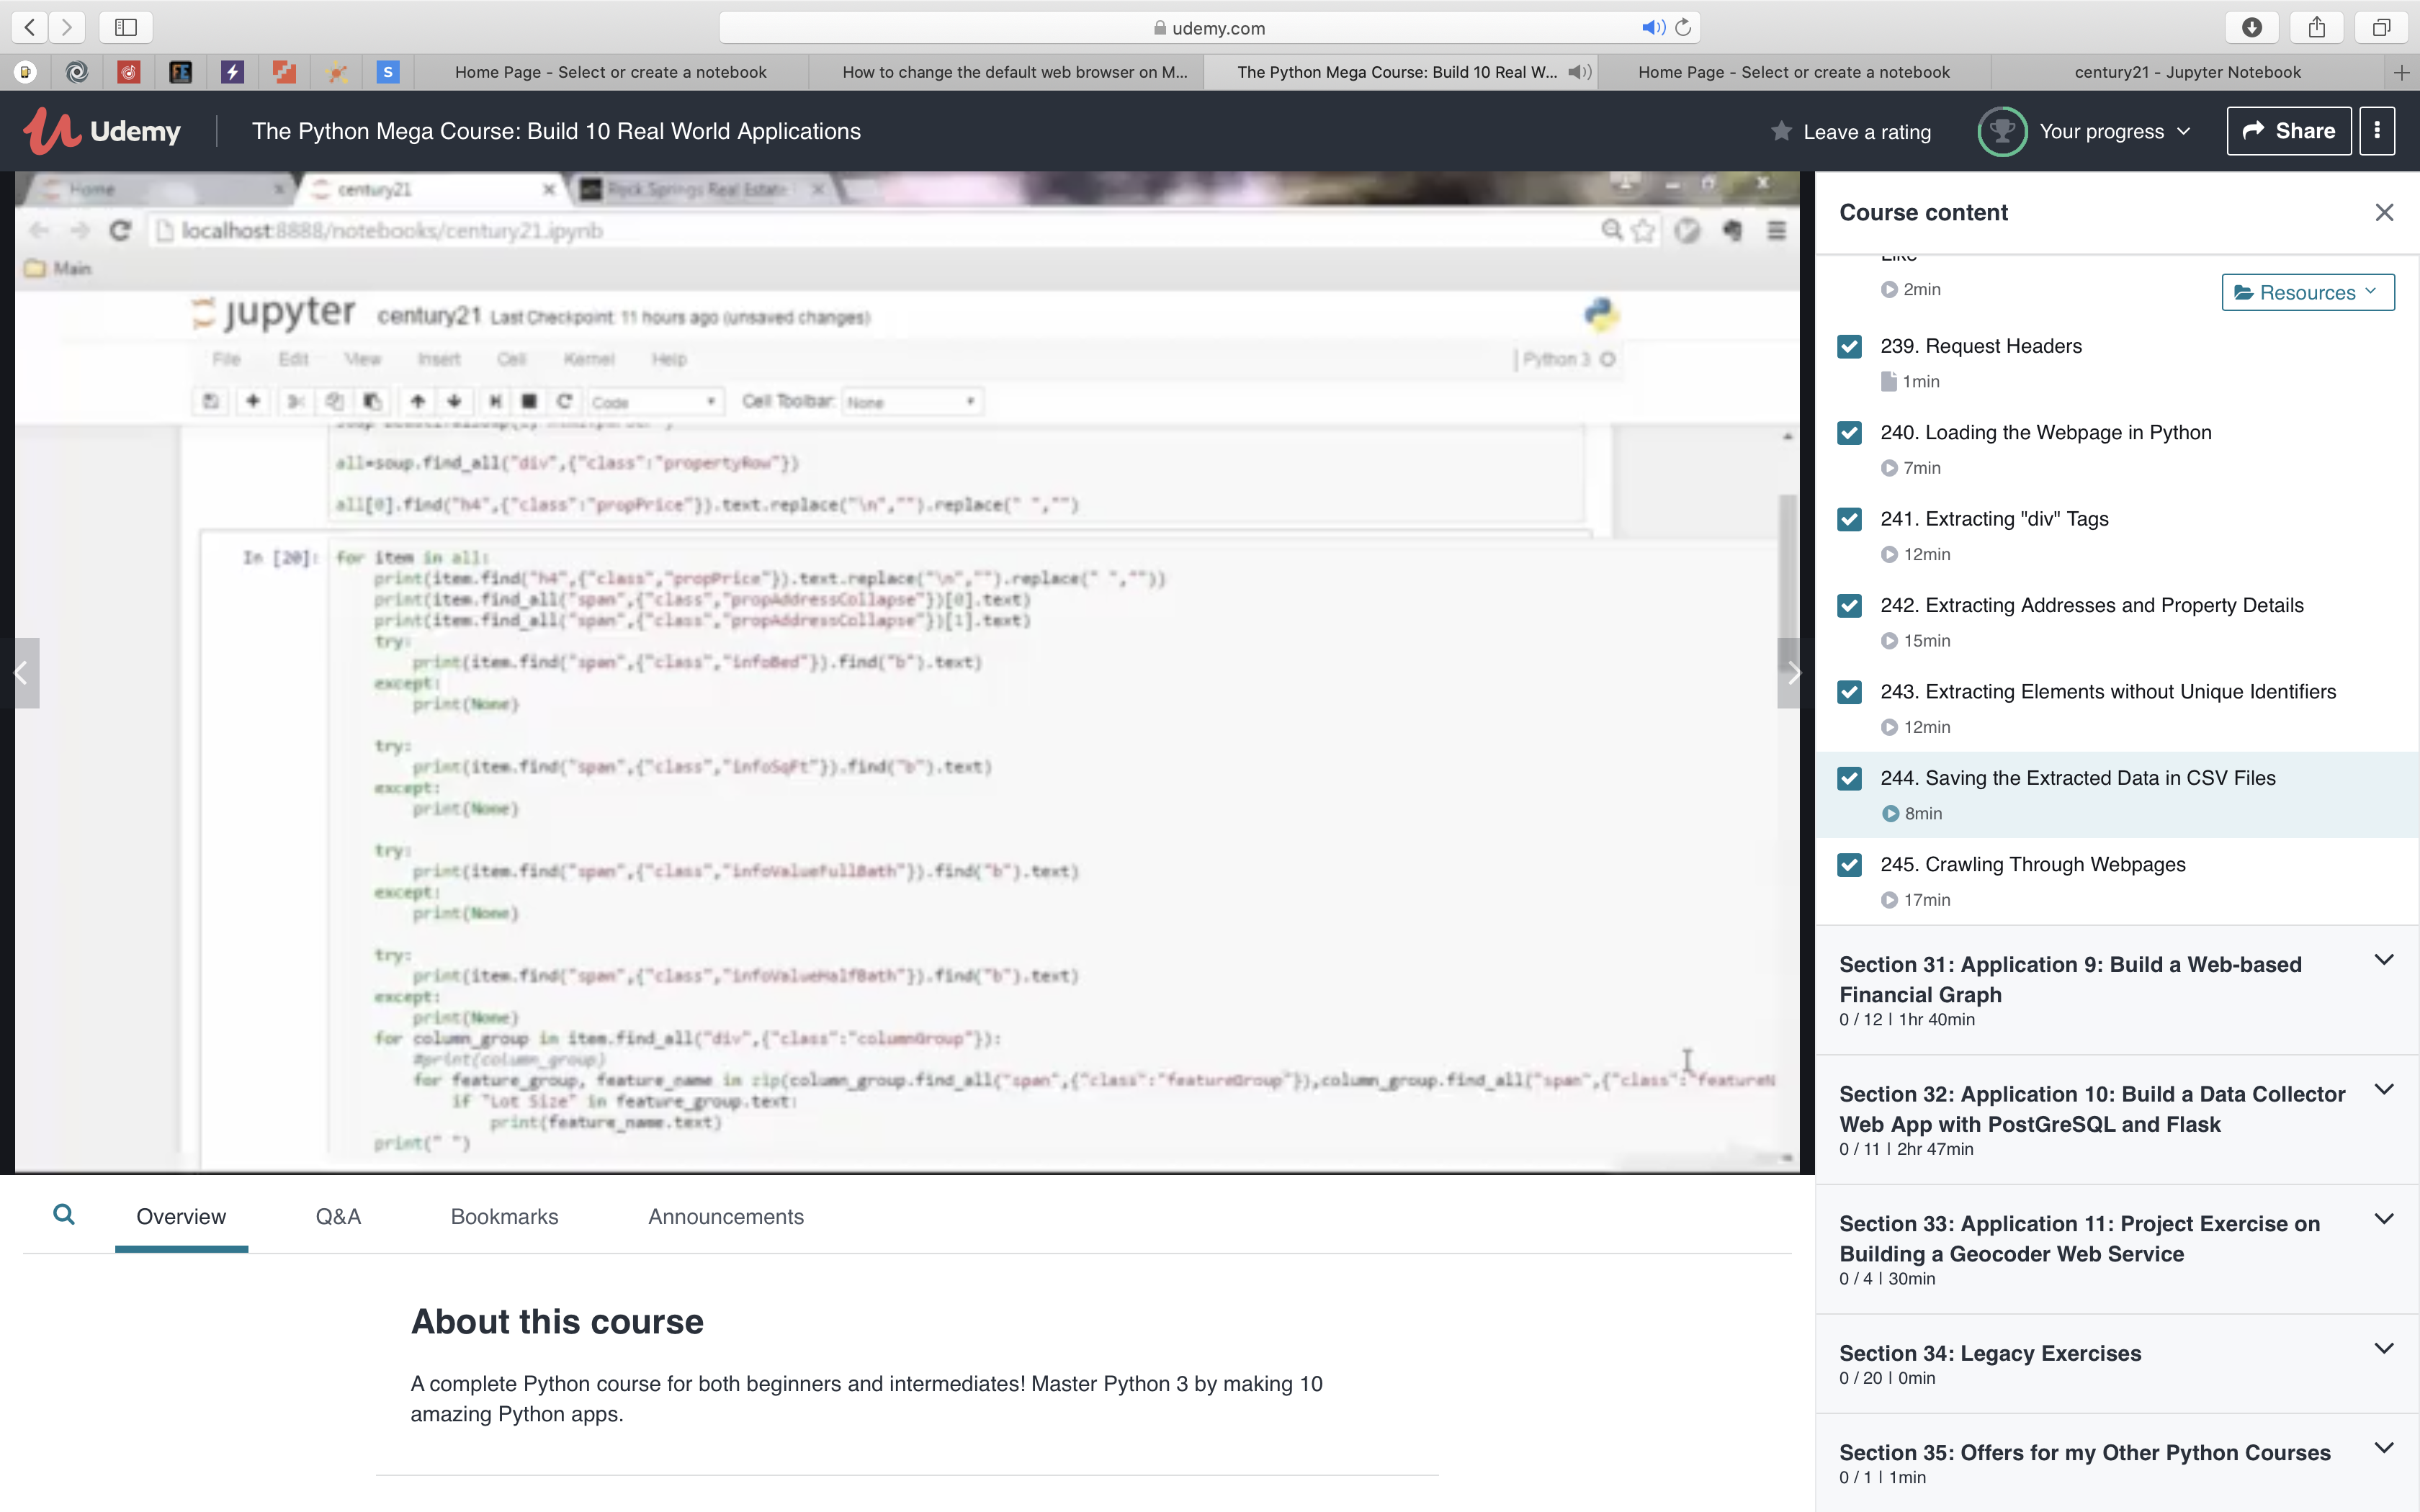 udemy.com
S
Home Page - Select or create a notebook
How to change the default web browser on M...
The Python Mega Course: Build 10 Real W...
Home Page - Select or create a notebook
century21 - Jupyter Notebook
Udemy
The Python Mega Course: Build 10 Real World Applications
Leave a rating
Your progress
Share
Home
century21
Rock Springs Real Estate
localhost:8888/notebooks/century21.ipynb
Main
jupyter century21 Last Checkpoint: 11 hours ago (unsaved changes)
File Edit View Insert Cell Kernel Help
Python 3
Code
Cell Toolbar: None
all=soup.find_all("div",{"class":"propertyRow"})
all[0].find("h4",{"class":"propPrice"}).text.replace("\n","").replace(" ","")
In [20]: for item in all:
print(item.find("h4",{"class","propPrice"}).text.replace("\n","").replace(" ",""))
print(item.find_all("span",{"class","propAddressCollapse"})[0].text)
print(item.find_all("span",{"class","propAddressCollapse"})[1].text)
try:
print(item.find("span",{"class","infoBed"}).find("b").text)
except:
print(None)
try:
print(item.find("span",{"class","infoSqFt"}).find("b").text)
except:
print(None)
try:
print(item.find("span",{"class","infoValueFullBath"}).find("b").text)
except:
print(None)
try:
print(item.find("span",{"class","infoValueHalfBath"}).find("b").text)
except:
print(None)
for column_group in item.find_all("div",{"class":"columnGroup"}):
#print(column_group)
for feature_group, feature_name in zip(column_group.find_all("span",{"class":"featureGroup"}),column_group.find_all("span",{"class":"featureN
if "Lot Size" in feature_group.text:
print(feature_name.text)
print(" ")
Overview
Q&A
Bookmarks
Announcements
About this course
A complete Python course for both beginners and intermediates! Master Python 3 by making 10
amazing Python apps.
Course content
Like
2min
Resources
239. Request Headers
1min
240. Loading the Webpage in Python
7min
241. Extracting "div" Tags
12min
242. Extracting Addresses and Property Details
15min
243. Extracting Elements without Unique Identifiers
12min
244. Saving the Extracted Data in CSV Files
8min
245. Crawling Through Webpages
17min
Section 31: Application 9: Build a Web-based
Financial Graph
0 / 12 | 1hr 40min
Section 32: Application 10: Build a Data Collector
Web App with PostGreSQL and Flask
0 / 11 | 2hr 47min
Section 33: Application 11: Project Exercise on
Building a Geocoder Web Service
0 / 4 | 30min
Section 34: Legacy Exercises
0 / 20 | 0min
Section 35: Offers for my Other Python Courses
0 / 1 | 1min